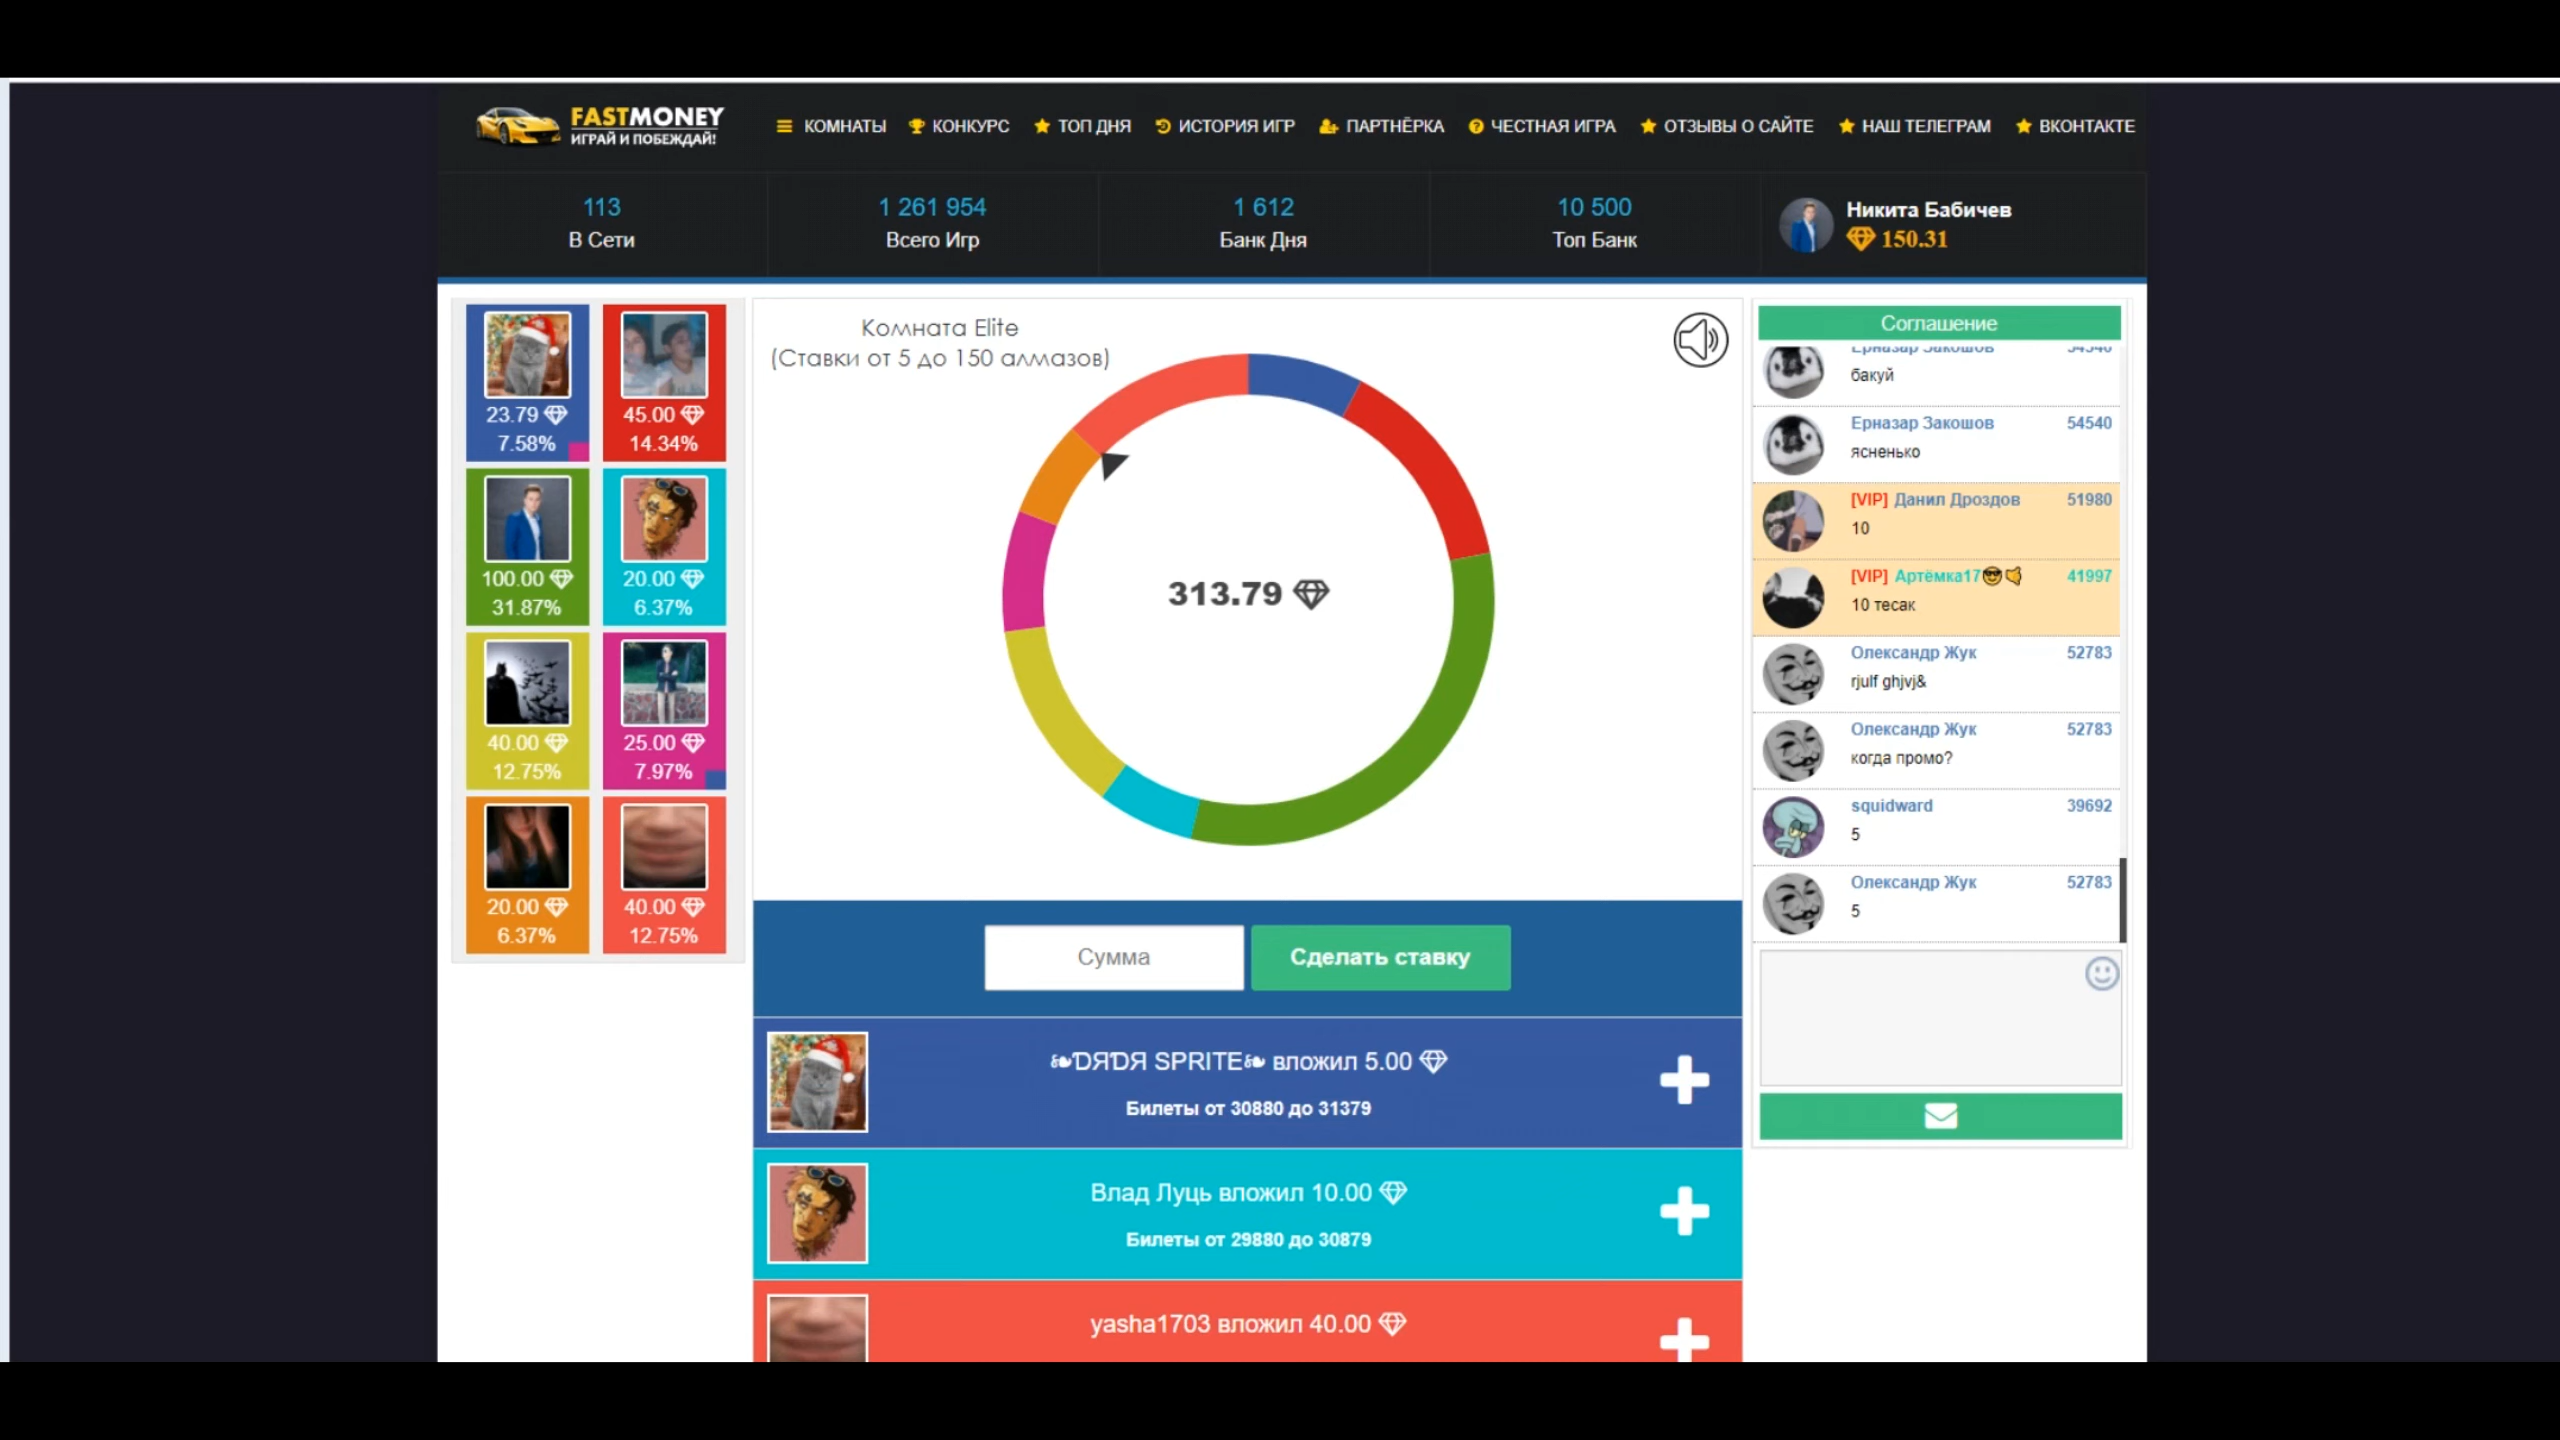 FASTMONEY
ИГРАЙ И ПОБЕЖДАЙ!
КОМНАТЫ
КОНКУРС
ТОП ДНЯ
ИСТОРИЯ ИГР
ПАРТНЁРКА
ЧЕСТНАЯ ИГРА
ОТЗЫВЫ О САЙТЕ
НАШ ТЕЛЕГРАМ
ВКОНТАКТЕ
113
В Сети
1 261 954
Всего Игр
1 612
Банк Дня
10 500
Топ Банк
Никита Бабичев
150.31
23.79
7.58%
45.00
14.34%
100.00
31.87%
20.00
6.37%
40.00
12.75%
25.00
7.97%
20.00
6.37%
40.00
12.75%
Комната Elite
(Ставки от 5 до 150 алмазов)
313.79
Сумма
Сделать ставку
ƊЯƊЯ SPRITE вложил 5.00
Билеты от 30880 до 31379
Влад Луць вложил 10.00
Билеты от 29880 до 30879
yasha1703 вложил 40.00
Соглашение
Ерназар Закошов 54540
бакуй
Ерназар Закошов 54540
ясненько
[VIP] Данил Дроздов 51980
10
[VIP] Артёмка17😎🤙 41997
10 тесак
Олександр Жук 52783
rjulf ghjvj&
Олександр Жук 52783
когда промо?
squidward 39692
5
Олександр Жук 52783
5